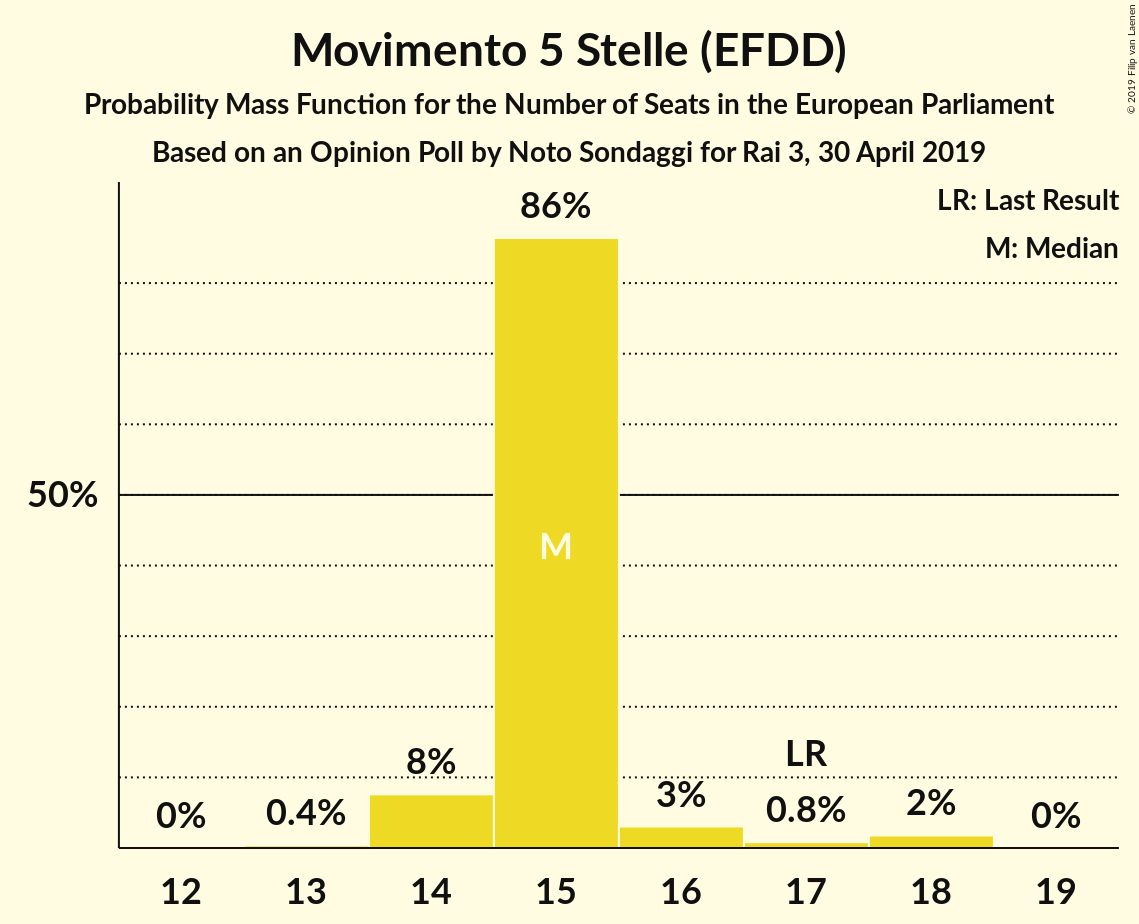 Movimento 5 Stelle (EFDD)
Probability Mass Function for the Number of Seats in the European Parliament
Based on an Opinion Poll by Noto Sondaggi for Rai 3, 30 April 2019
© 2019 Filip van Laenen
LR: Last Result
M: Median
86%
50%
M
LR
8%
3%
0.8%
2%
0%
0.4%
0%
12 13 14 15 16 17 18 19